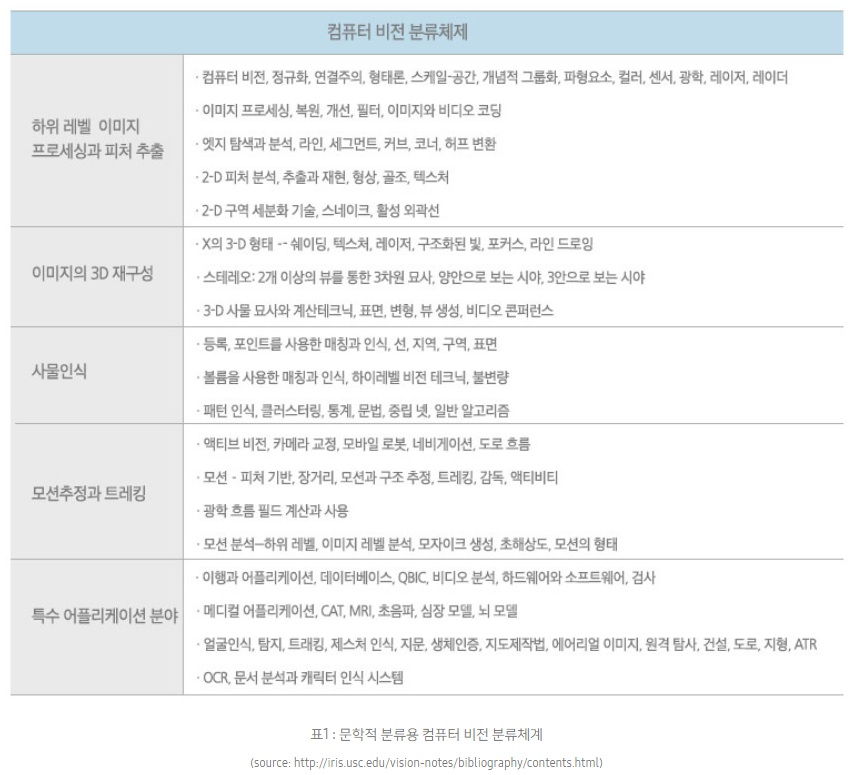 컴퓨터 비전 분류체제
하위 레벨 이미지
프로세싱과 피처 추출
· 컴퓨터 비전, 정규화, 연결주의, 형태론, 스케일-공간, 개념적 그룹화, 파형요소, 컬러, 센서, 광학, 레이저, 레이더
· 이미지 프로세싱, 복원, 개선, 필터, 이미지와 비디오 코딩
· 엣지 탐색과 분석, 라인, 세그먼트, 커브, 코너, 허프 변환
· 2-D 피처 분석, 추출과 재현, 형상, 골조, 텍스처
· 2-D 구역 세분화 기술, 스네이크, 활성 외곽선
이미지의 3D 재구성
· X의 3-D 형태 -- 쉐이딩, 텍스쳐, 레이저, 구조화된 빛, 포커스, 라인 드로잉
· 스테레오: 2개 이상의 뷰를 통한 3차원 묘사, 양안으로 보는 시야, 3안으로 보는 시야
· 3-D 사물 묘사와 계산테크닉, 표면, 변형, 뷰 생성, 비디오 콘퍼런스
사물인식
· 등록, 포인트를 사용한 매칭과 인식, 선, 지역, 구역, 표면
· 볼륨을 사용한 매칭과 인식, 하이레벨 비전 테크닉, 불변량
· 패턴 인식, 클러스터링, 통계, 문법, 중립 넷, 일반 알고리즘
모션추정과 트레킹
· 액티브 비전, 카메라 교정, 모바일 로봇, 네비게이션, 도로 흐름
· 모션 - 피처 기반, 장거리, 모션과 구조 추정, 트레킹, 감독, 액티비티
· 광학 흐름 필드 계산과 사용
· 모션 분석—하위 레벨, 이미지 레벨 분석, 모자이크 생성, 초해상도, 모션의 형태
특수 어플리케이션 분야
· 이행과 어플리케이션, 데이터베이스, QBIC, 비디오 분석, 하드웨어와 소프트웨어, 검사
· 메디컬 어플리케이션, CAT, MRI, 초음파, 심장 모델, 뇌 모델
· 얼굴인식, 탐지, 트래킹, 제스처 인식, 지문, 생체인증, 지도제작법, 에어리얼 이미지, 원격 탐사, 건설, 도로, 지형, ATR
· OCR, 문서 분석과 캐릭터 인식 시스템
표1 : 문학적 분류용 컴퓨터 비전 분류체계
(source: http://iris.usc.edu/vision-notes/bibliography/contents.html)